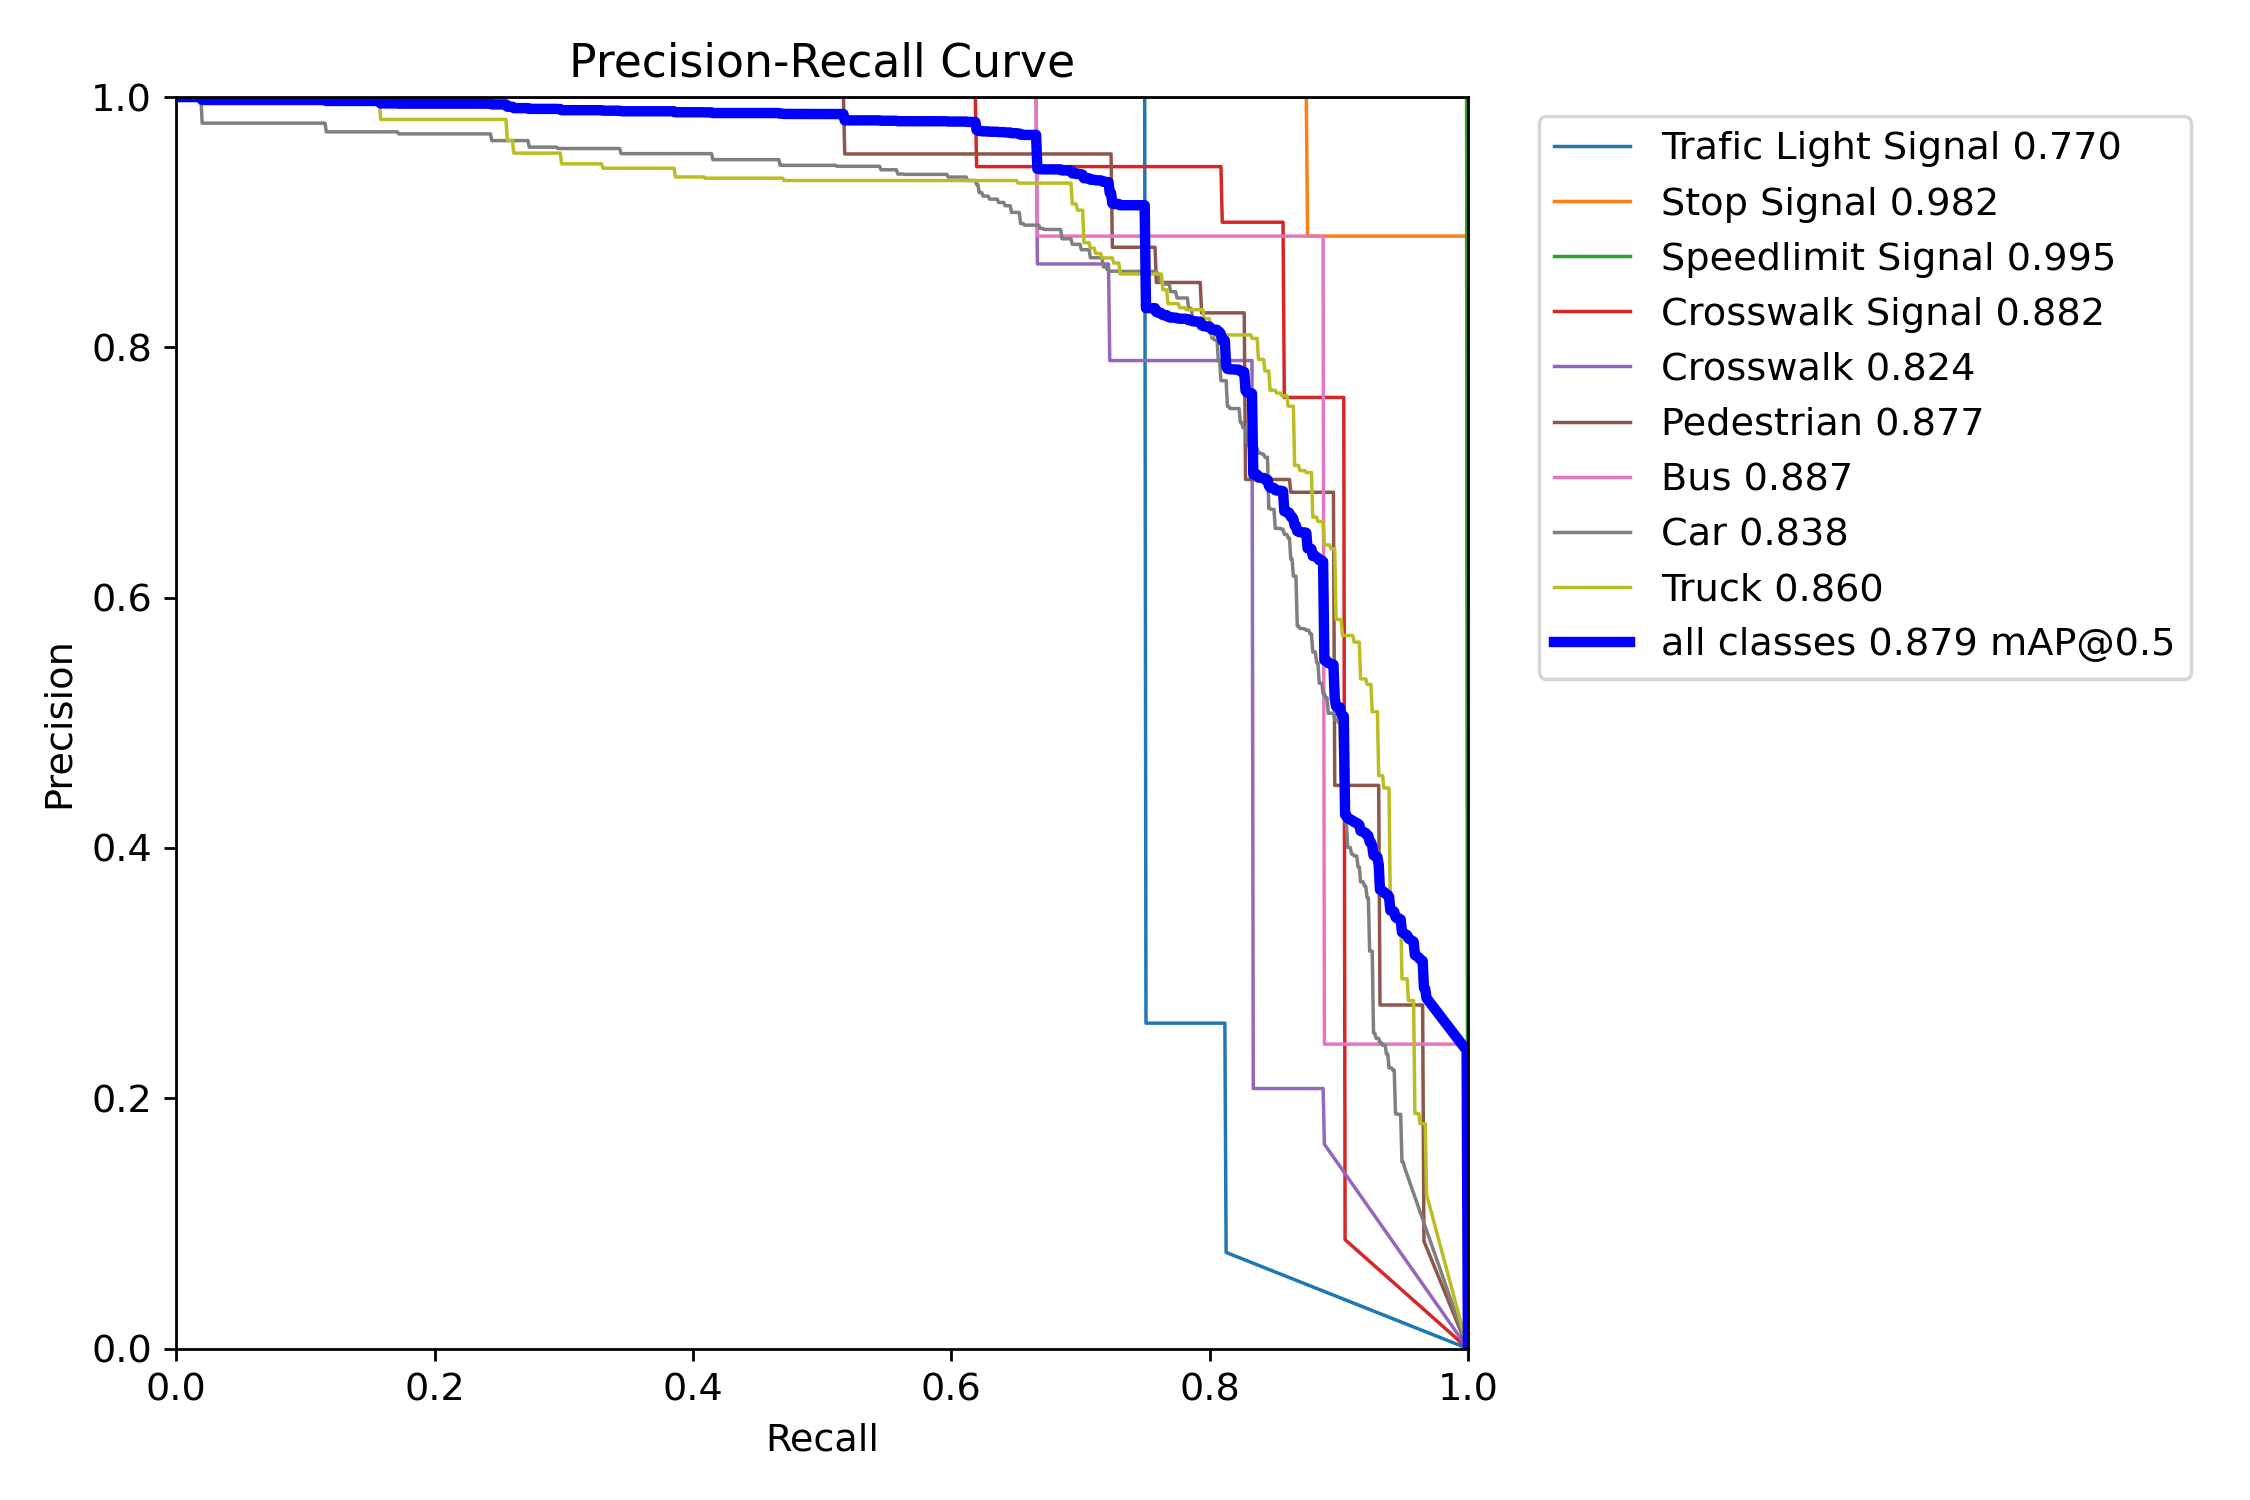 Precision-Recall Curve
1.0
0.8
0.6
0.4
0.2
0.0
Precision
0.0 0.2 0.4 0.6 0.8 1.0
Recall
Trafic Light Signal 0.770
Stop Signal 0.982
Speedlimit Signal 0.995
Crosswalk Signal 0.882
Crosswalk 0.824
Pedestrian 0.877
Bus 0.887
Car 0.838
Truck 0.860
all classes 0.879 mAP@0.5